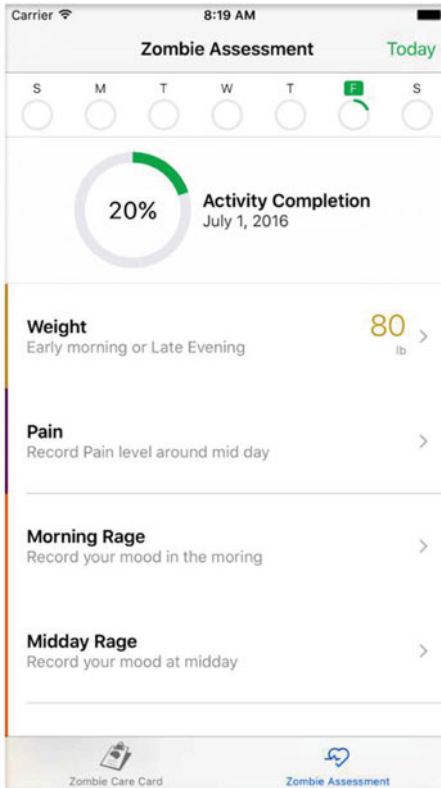 Carrier 8:19 AM
Zombie Assessment Today
S M T W T F S
20%
Activity Completion
July 1, 2016
Weight
Early morning or Late Evening
80
lb
Pain
Record Pain level around mid day
Morning Rage
Record your mood in the moring
Midday Rage
Record your mood at midday
Zombie Care Card Zombie Assessment